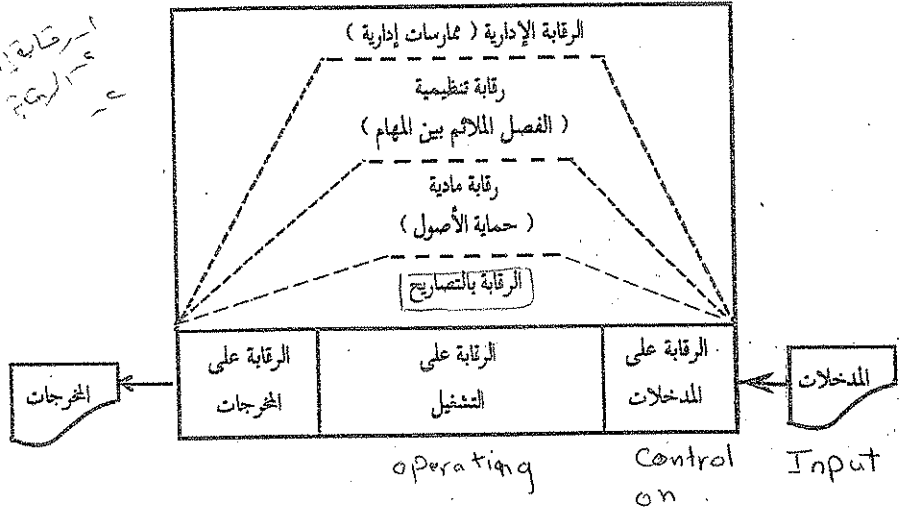 الرقابة الإدارية ( ممارسات إدارية )
رقابة تنظيمية
( الفصل الملائم بين المهام )
رقابة مادية
( حماية الأصول )
الرقابة بالتصاريح
المدخلات
الرقابة على
المدخلات
الرقابة على
التشغيل
الرقابة على
المخرجات
المخرجات
Input
Control
on
operating